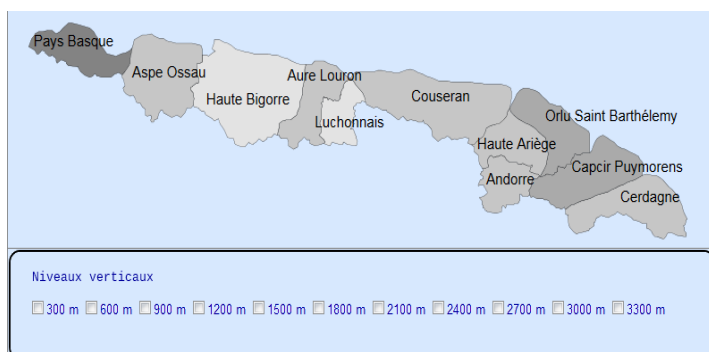 Pays Basque
Aspe Ossau
Haute Bigorre
Aure Louron
Luchonnais
Couseran
Orlu Saint Barthélemy
Haute Ariège
Capcir Puymorens
Andorre
Cerdagne
Niveaux verticaux
300 m 600 m 900 m 1200 m 1500 m 1800 m 2100 m 2400 m 2700 m 3000 m 3300 m